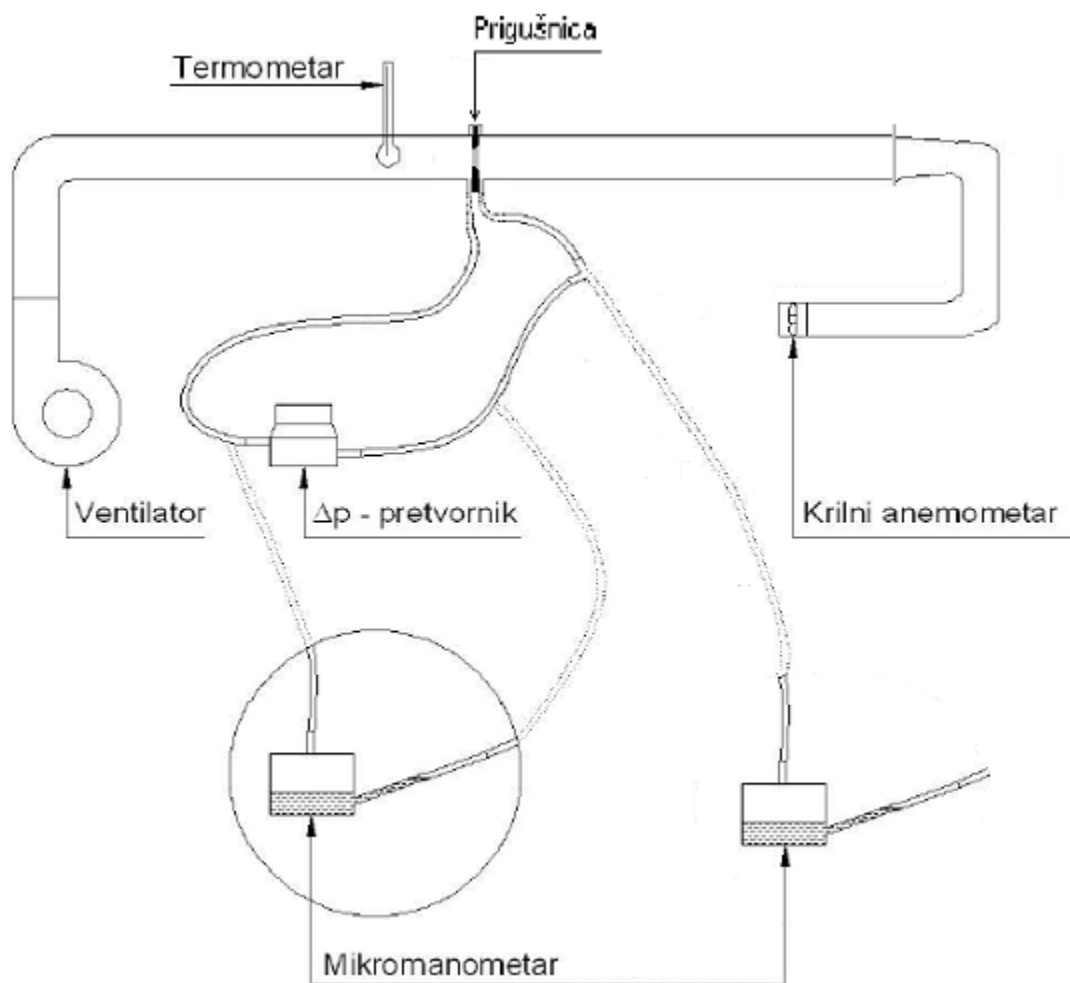 Prigušnica
Termometar
Ventilator
Δp - pretvornik
Krilni anemometar
Mikromanometar